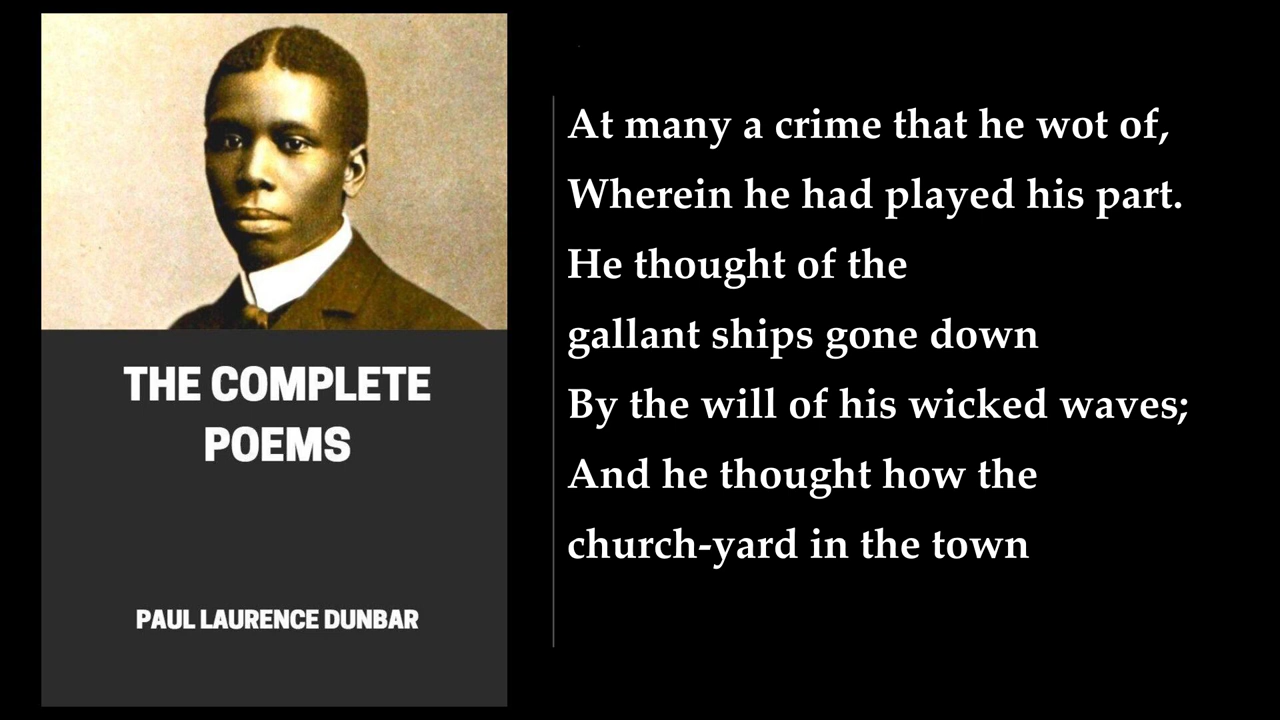 THE COMPLETE
POEMS
PAUL LAURENCE DUNBAR
At many a crime that he wot of,
Wherein he had played his part.
He thought of the
gallant ships gone down
By the will of his wicked waves;
And he thought how the
church-yard in the town